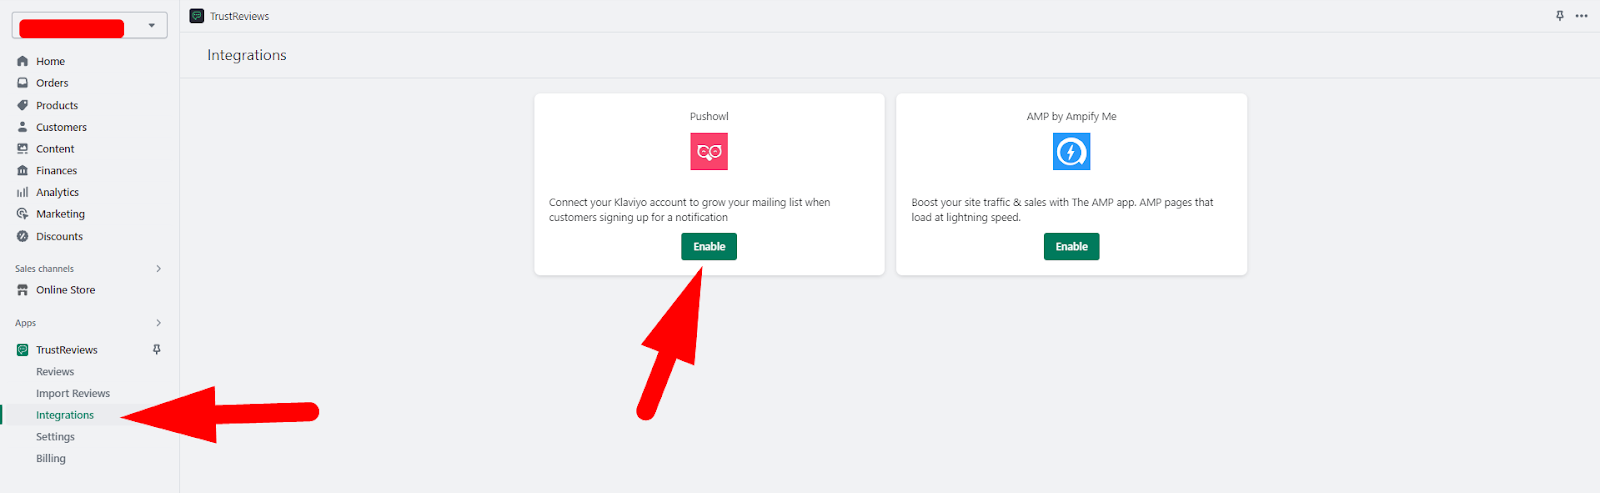 TrustReviews
Integrations
Home
Orders
Products
Customers
Content
Finances
Analytics
Marketing
Discounts
Sales channels
Online Store
Apps
TrustReviews
Reviews
Import Reviews
Integrations
Settings
Billing
Pushowl
Connect your Klaviyo account to grow your mailing list when
customers signing up for a notification
Enable
AMP by Ampify Me
Boost your site traffic & sales with The AMP app. AMP pages that
load at lightning speed.
Enable